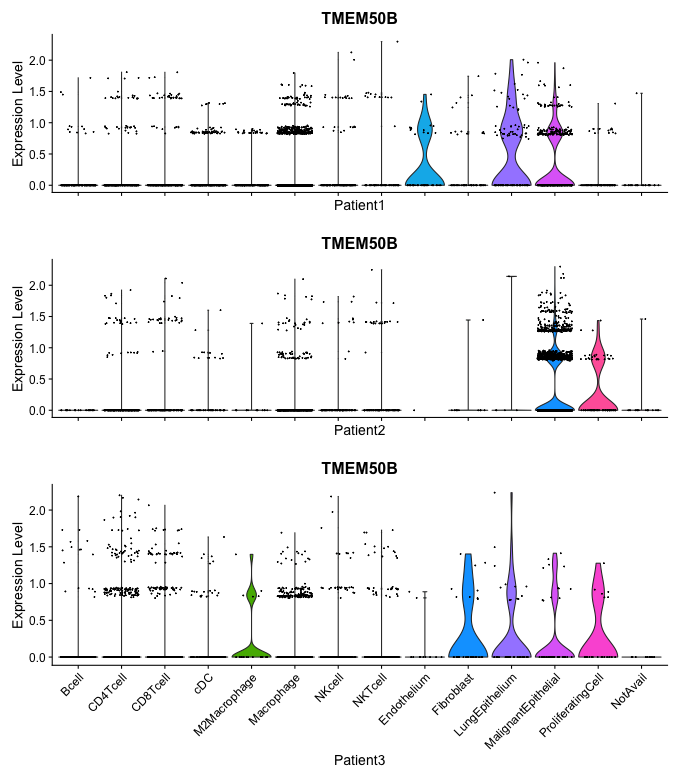 TMEM50B
Expression Level
2.0
1.5
1.0
0.5
0.0
Patient1
TMEM50B
Expression Level
2.0
1.5
1.0
0.5
0.0
Patient2
TMEM50B
Expression Level
2.0
1.5
1.0
0.5
0.0
Bcell
CD4Tcell
CD8Tcell
cDC
M2Macrophage
Macrophage
NKcell
NKTcell
Endothelium
Fibroblast
LungEpithelium
MalignantEpithelial
ProliferatingCell
NotAvail
Patient3